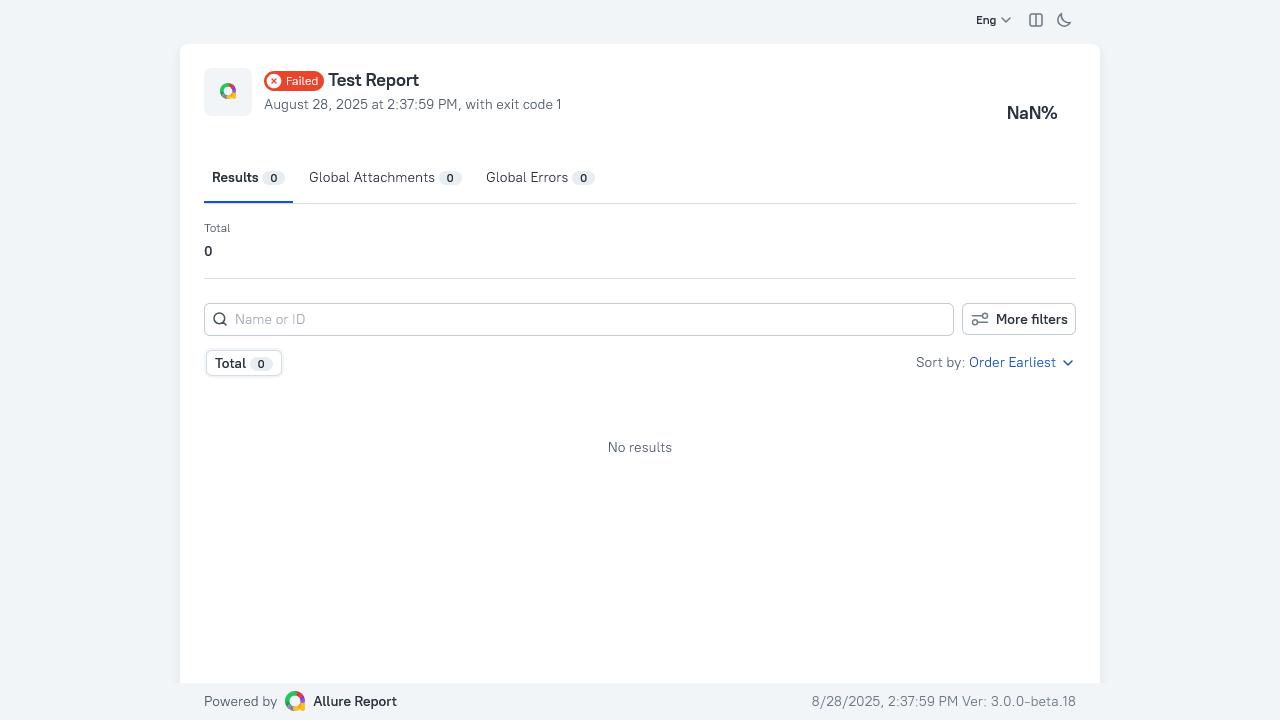 Eng
Failed Test Report
August 28, 2025 at 2:37:59 PM, with exit code 1
NaN%
Results 0 Global Attachments 0 Global Errors 0
Total
0
Name or ID
More filters
Total 0
Sort by: Order Earliest
No results
Powered by Allure Report
8/28/2025, 2:37:59 PM Ver: 3.0.0-beta.18